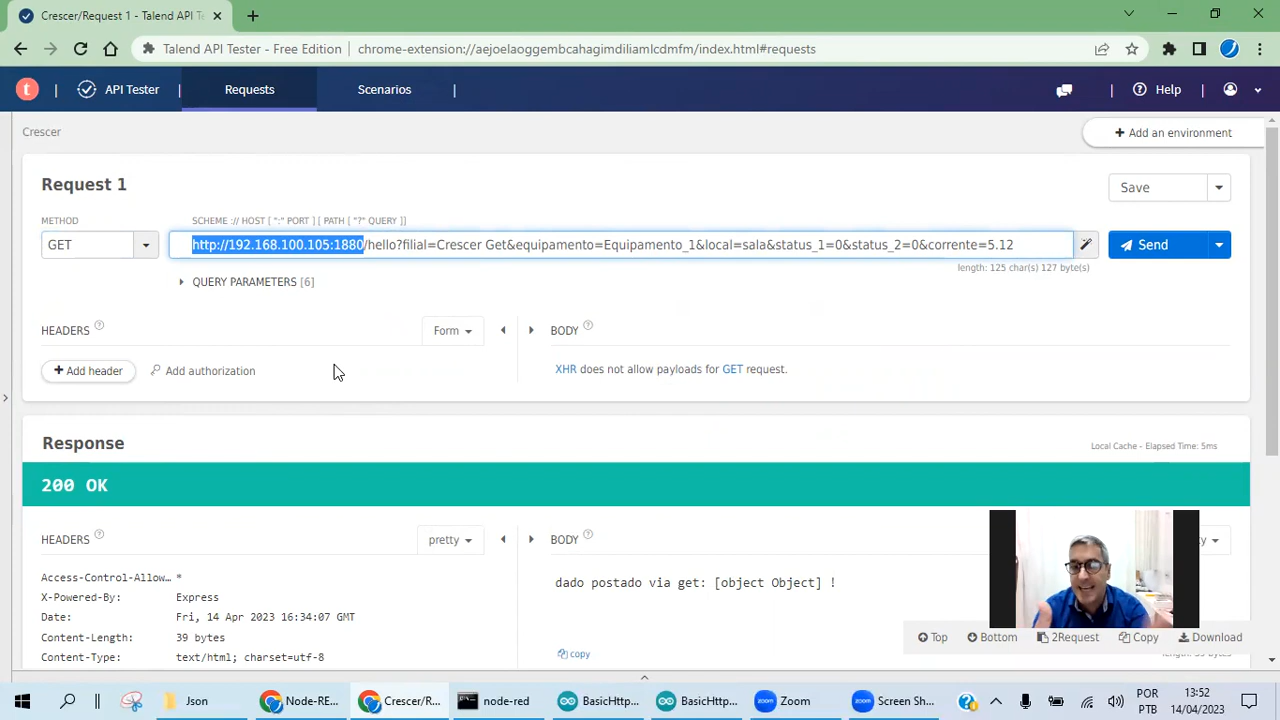 Crescer/Request 1 - Talend API Te
Talend API Tester - Free Edition | chrome-extension://aejoelaoggembcahagimdiliamlcdmfm/index.html#requests
t | API Tester | Requests Scenarios | | Help |
Crescer
+ Add an environment
Request 1
Save
METHOD
SCHEME :// HOST [ ":" PORT ] [ PATH [ "?" QUERY ]]
GET
http://192.168.100.105:1880/hello?filial=Crescer Get&equipamento=Equipamento_1&local=sala&status_1=0&status_2=0&corrente=5.12
Send
length: 125 char(s) 127 byte(s)
QUERY PARAMETERS [6]
HEADERS ?
Form
BODY ?
+ Add header
Add authorization
XHR does not allow payloads for GET request.
Response
Local Cache - Elapsed Time: 5ms
200 OK
HEADERS ?
pretty
BODY ?
Access-Control-Allow… *
X-Powered-By: Express
Date: Fri, 14 Apr 2023 16:34:07 GMT
Content-Length: 39 bytes
Content-Type: text/html; charset=utf-8
dado postado via get: [object Object] !
copy
Top Bottom 2Request Copy Download
Json
Node-RE...
Crescer/R...
node-red
BasicHttp...
BasicHttp...
Zoom
Screen Sh...
POR
PTB
13:52
14/04/2023